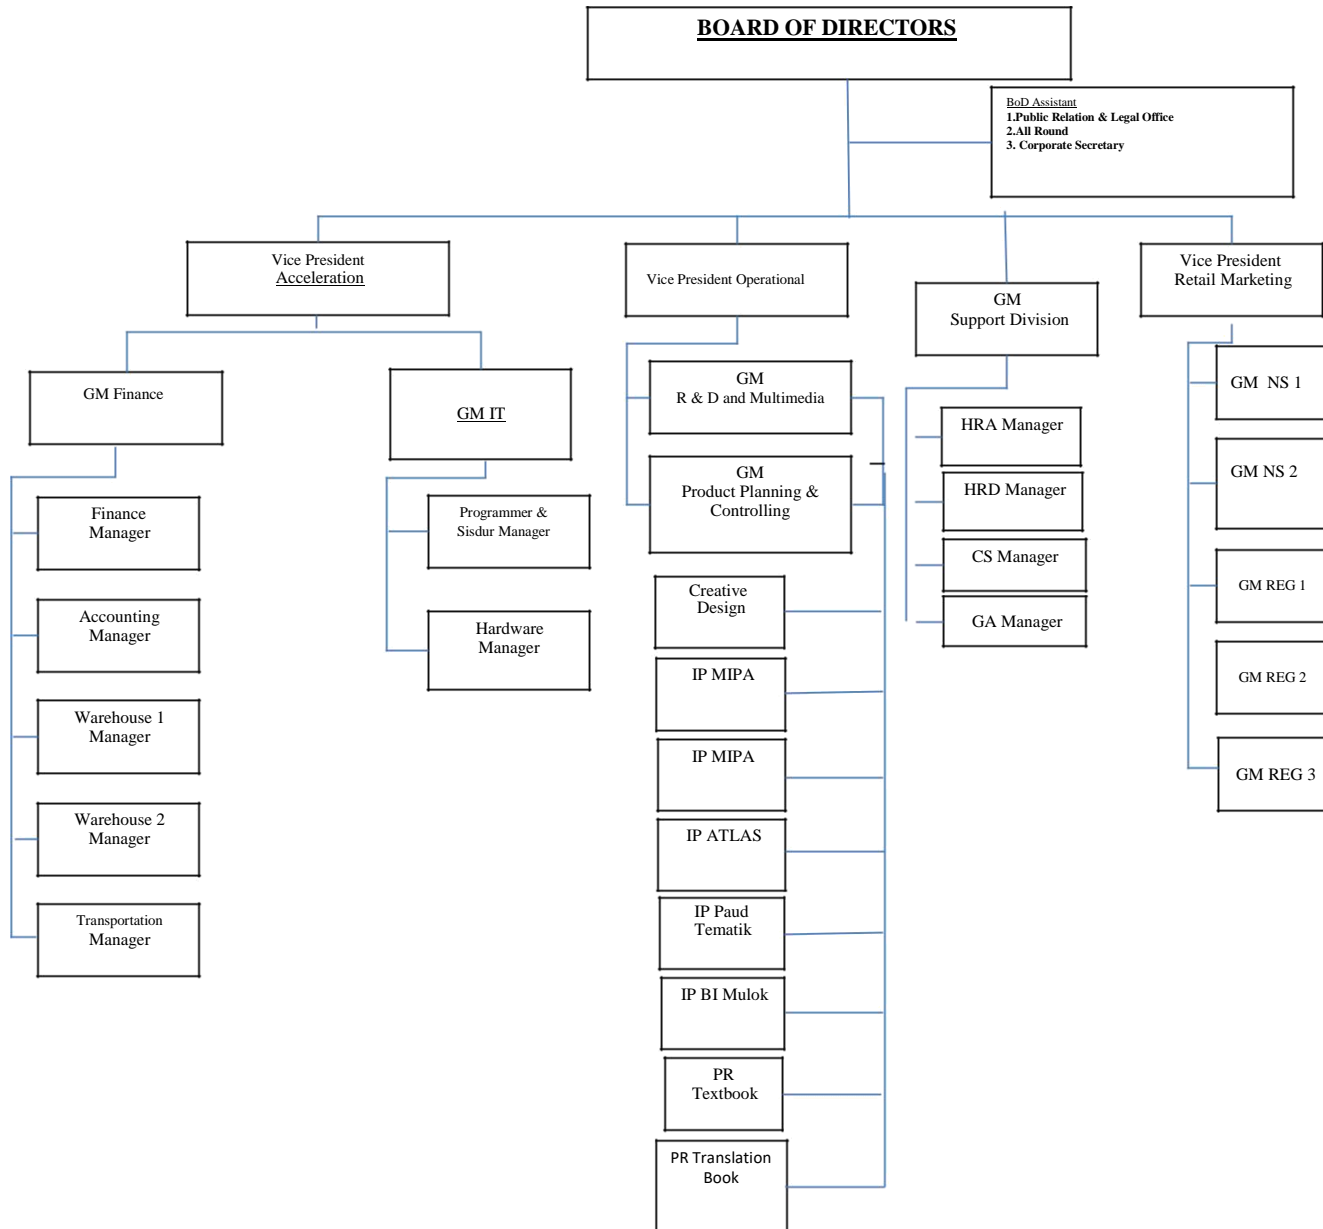 BOARD OF DIRECTORS
BoD Assistant
1.Public Relation & Legal Office
2.All Round
3. Corporate Secretary
Vice President
Acceleration
Vice President Operational
GM
Support Division
Vice President
Retail Marketing
GM Finance
GM IT
GM
R & D and Multimedia
GM
Product Planning &
Controlling
Finance
Manager
Accounting
Manager
Warehouse 1
Manager
Warehouse 2
Manager
Transportation
Manager
Programmer &
Sisdur Manager
Hardware
Manager
Creative
Design
IP MIPA
IP MIPA
IP ATLAS
IP Paud
Tematik
IP BI Mulok
PR
Textbook
PR Translation
Book
HRA Manager
HRD Manager
CS Manager
GA Manager
GM  NS 1
GM NS 2
GM REG 1
GM REG 2
GM REG 3